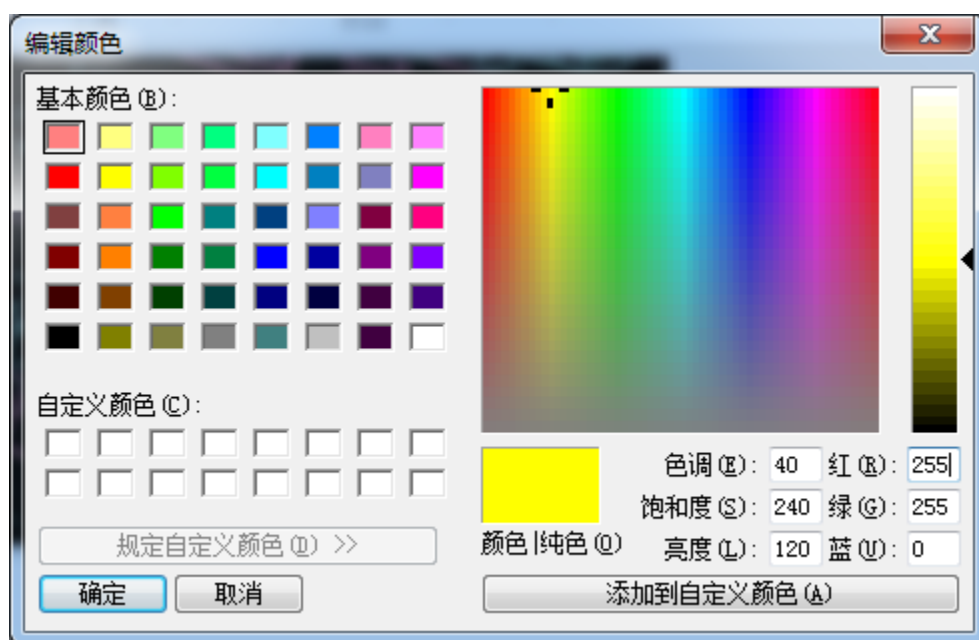 编辑颜色
基本颜色(B):
自定义颜色(C):
规定自定义颜色(D) >>
确定 取消
颜色|纯色(O)
色调(E): 40 红(R): 255
饱和度(S): 240 绿(G): 255
亮度(L): 120 蓝(U): 0
添加到自定义颜色(A)